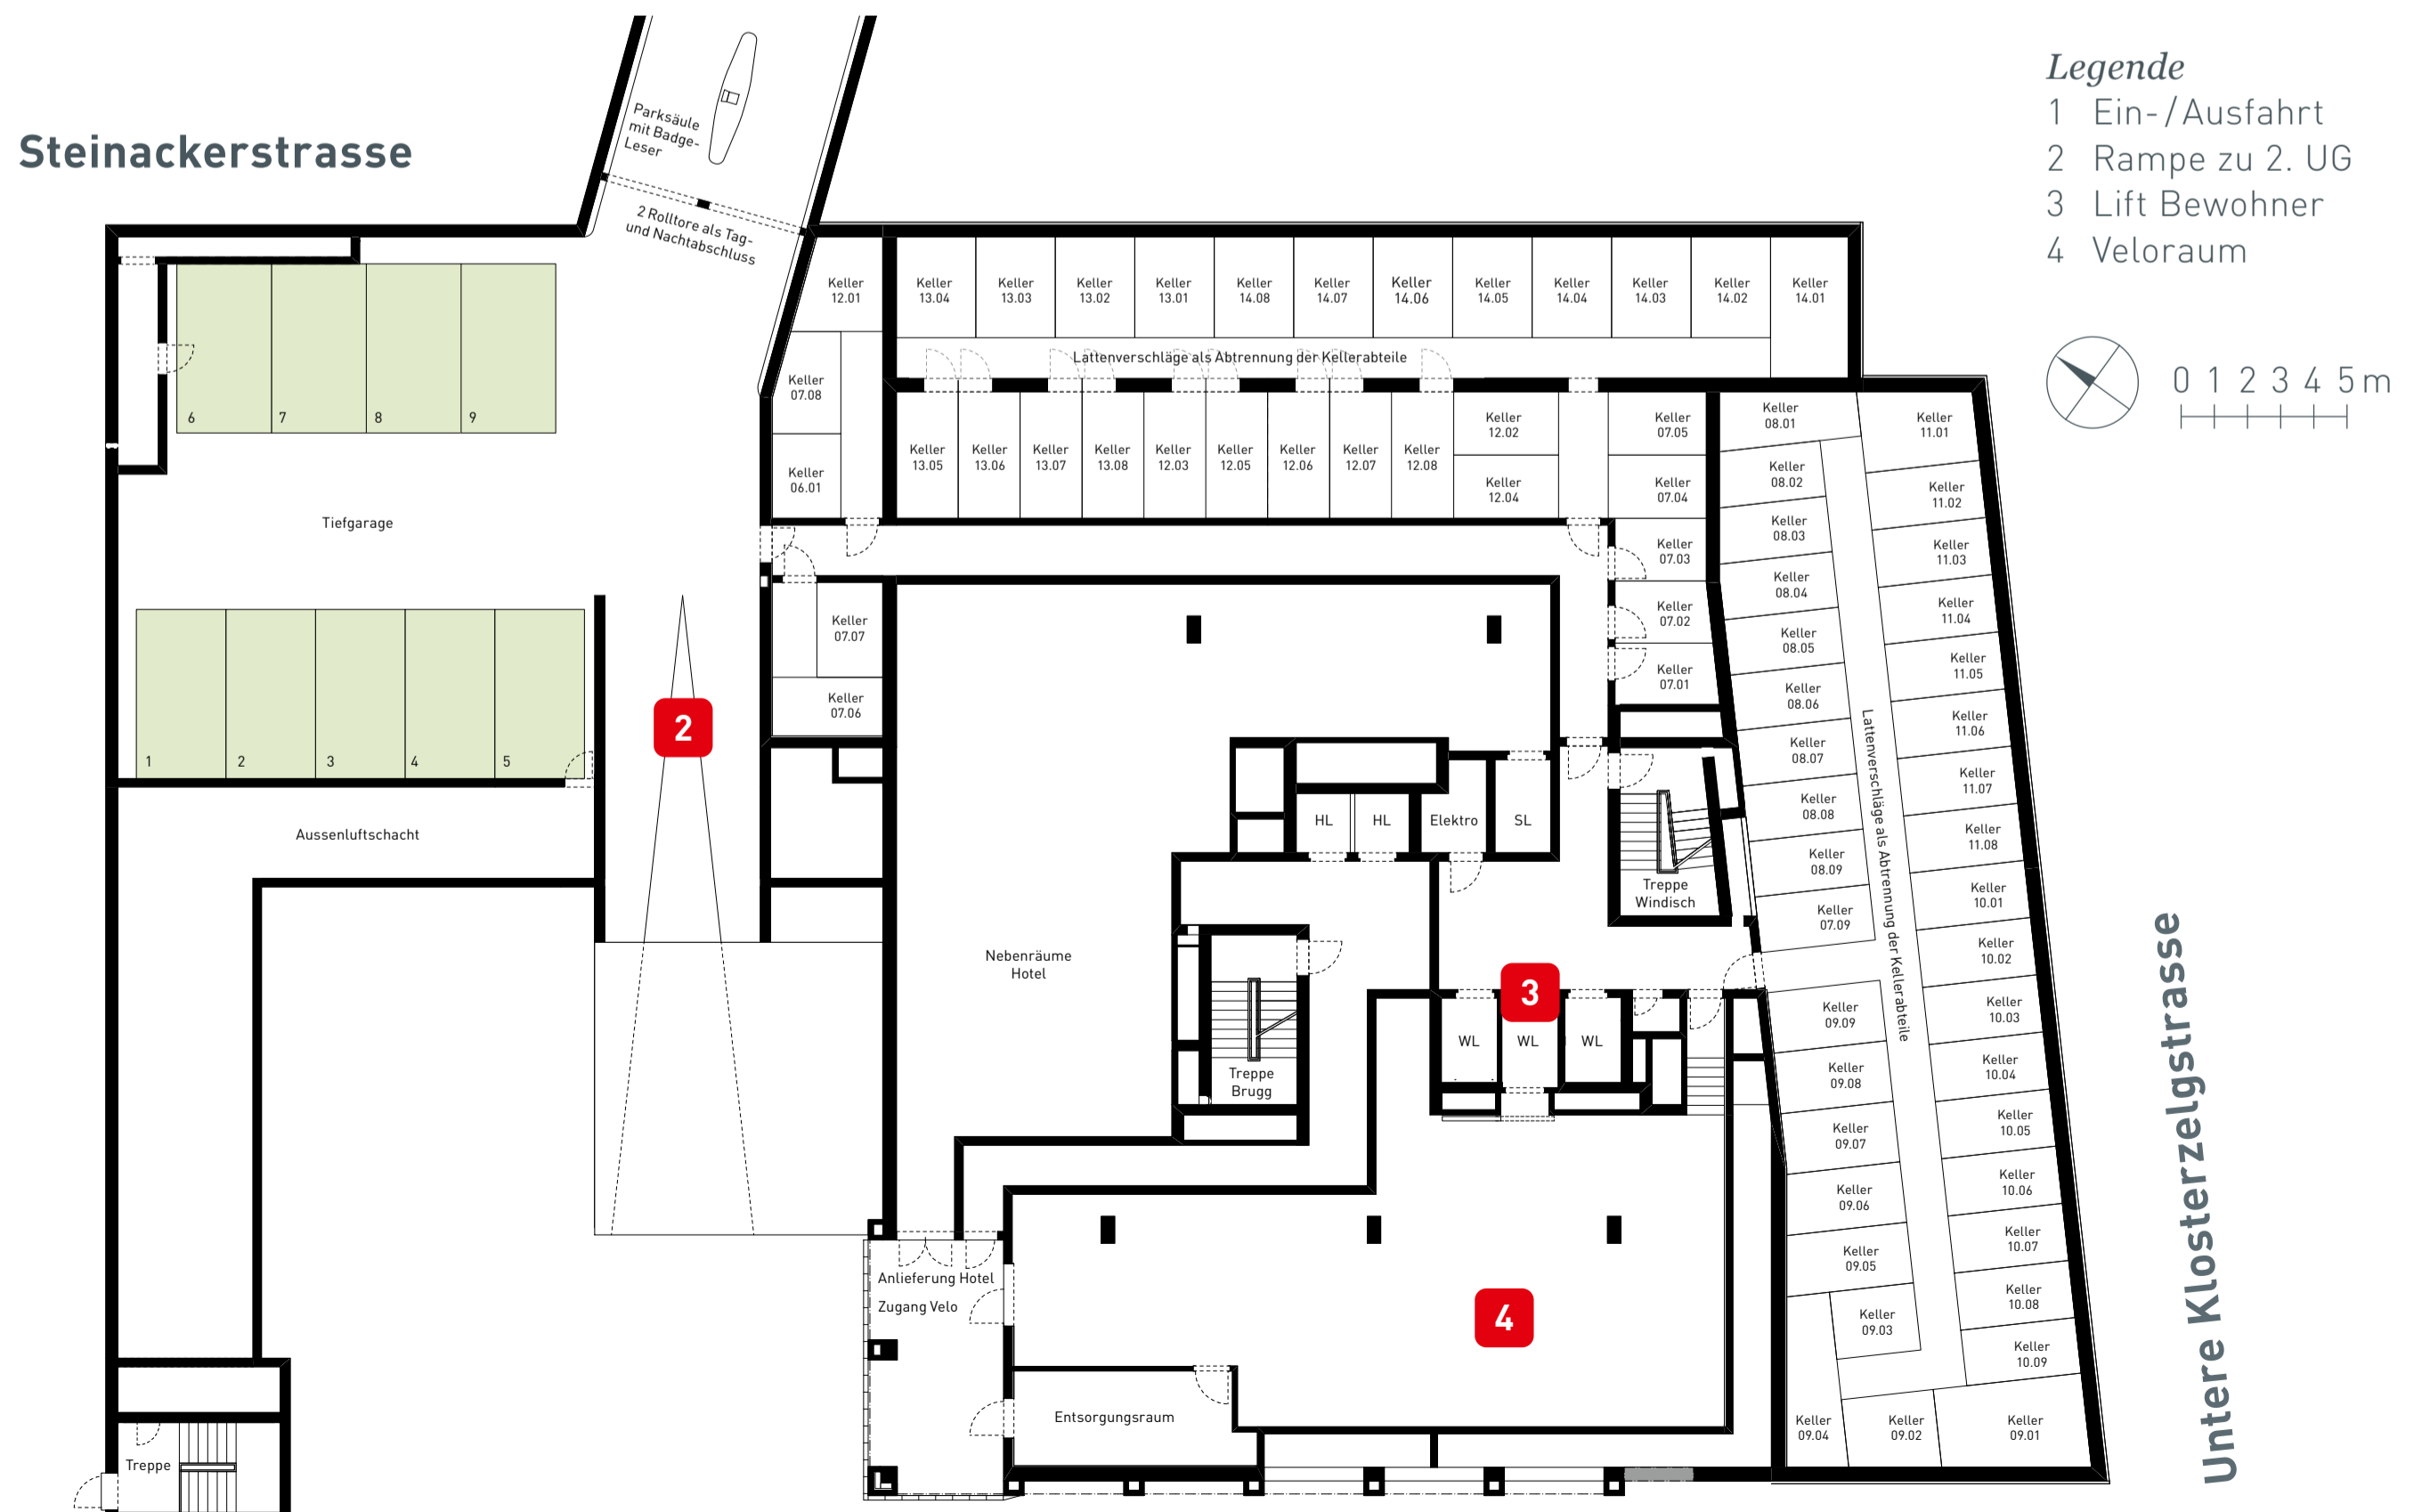 Steinackerstrasse
Parksäule
mit Badge-
Leser
2 Rolltore als Tag-
und Nachtabschluss
Legende
1 Ein-/Ausfahrt
2 Rampe zu 2. UG
3 Lift Bewohner
4 Veloraum
0 1 2 3 4 5 m
Keller
12.01
Keller
13.04
Keller
13.03
Keller
13.02
Keller
13.01
Keller
14.08
Keller
14.07
Keller
14.06
Keller
14.05
Keller
14.04
Keller
14.03
Keller
14.02
Keller
14.01
Lattenverschläge als Abtrennung der Kellerabteile
Keller
07.08
Keller
06.01
Keller
13.05
Keller
13.06
Keller
13.07
Keller
13.08
Keller
12.03
Keller
12.05
Keller
12.06
Keller
12.07
Keller
12.08
Keller
12.02
Keller
12.04
Keller
07.05
Keller
07.04
Keller
07.03
Keller
07.02
Keller
07.01
6
7
8
9
Tiefgarage
1
2
3
4
5
Aussenluftschacht
2
Keller
07.07
Keller
07.06
Keller
08.01
Keller
08.02
Keller
08.03
Keller
08.04
Keller
08.05
Keller
08.06
Keller
08.07
Keller
08.08
Keller
08.09
Keller
07.09
Keller
11.01
Keller
11.02
Keller
11.03
Keller
11.04
Keller
11.05
Keller
11.06
Keller
11.07
Keller
11.08
Keller
10.01
Keller
10.02
Keller
10.03
Keller
10.04
Keller
10.05
Keller
10.06
Keller
10.07
Keller
10.08
Keller
10.09
Lattenverschläge als Abtrennung der Kellerabteile
Keller
09.09
Keller
09.08
Keller
09.07
Keller
09.06
Keller
09.05
Keller
09.03
Keller
09.04
Keller
09.02
Keller
09.01
HL
HL
Elektro
SL
Treppe
Windisch
Nebenräume
Hotel
Treppe
Brugg
3
WL
WL
WL
Anlieferung Hotel
Zugang Velo
4
Entsorgungsraum
Treppe
Untere Klosterzelgstrasse